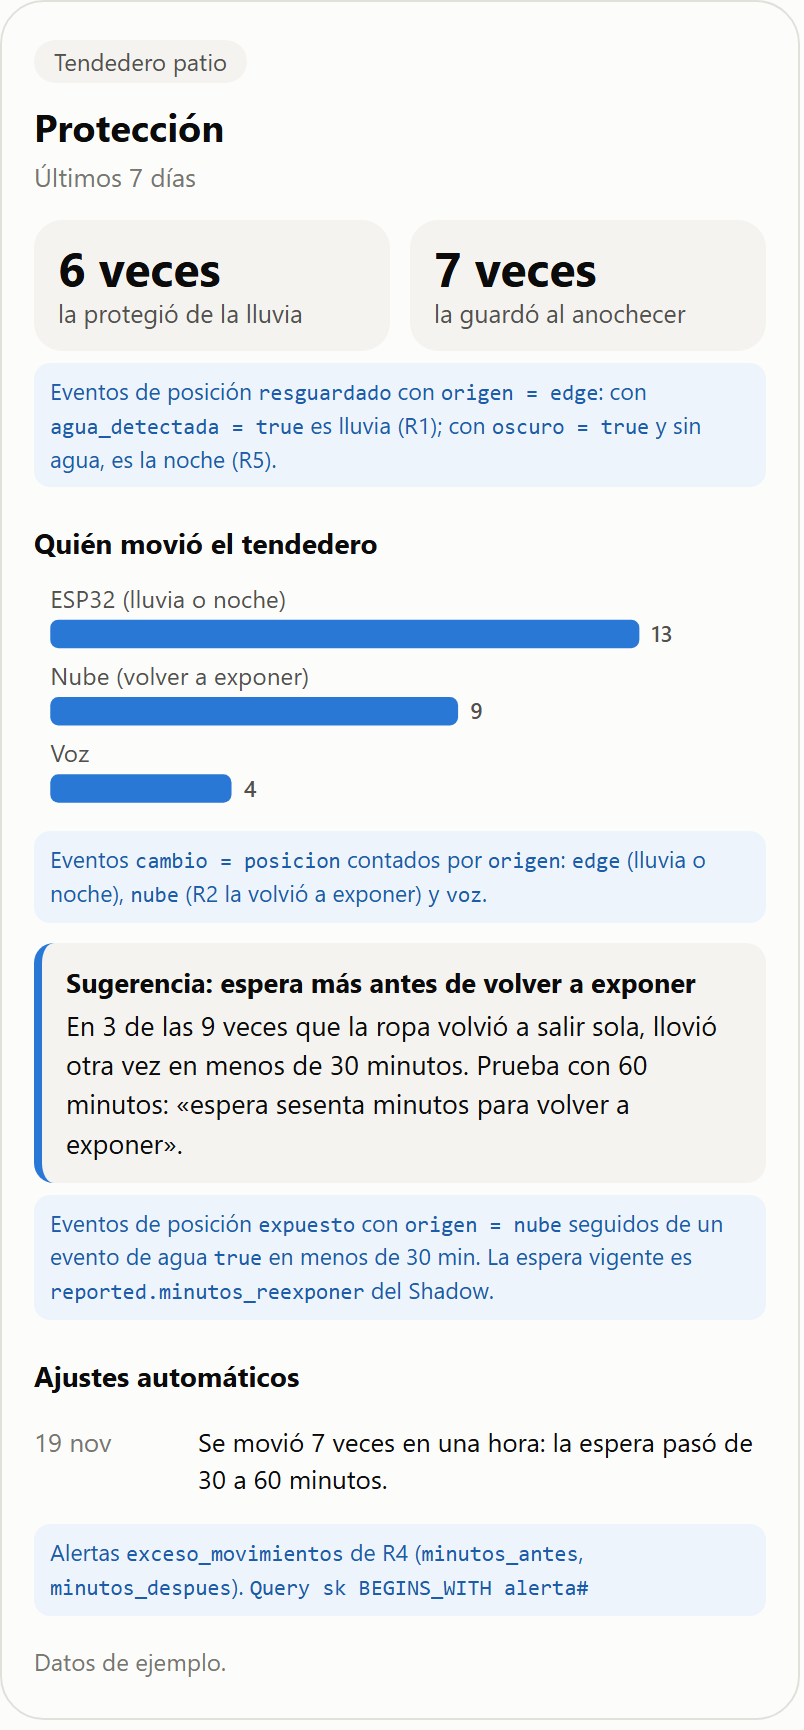 Tendedero patio
Protección
Últimos 7 días
6 veces
la protegió de la lluvia
7 veces
la guardó al anochecer
Eventos de posición resguardado con origen = edge: con
agua_detectada = true es lluvia (R1); con oscuro = true y sin
agua, es la noche (R5).
Quién movió el tendedero
ESP32 (lluvia o noche)
13
Nube (volver a exponer)
9
Voz
4
Eventos cambio = posicion contados por origen: edge (lluvia o
noche), nube (R2 la volvió a exponer) y voz.
Sugerencia: espera más antes de volver a exponer
En 3 de las 9 veces que la ropa volvió a salir sola, llovió
otra vez en menos de 30 minutos. Prueba con 60
minutos: «espera sesenta minutos para volver a
exponer».
Eventos de posición expuesto con origen = nube seguidos de un
evento de agua true en menos de 30 min. La espera vigente es
reported.minutos_reexponer del Shadow.
Ajustes automáticos
19 nov
Se movió 7 veces en una hora: la espera pasó de
30 a 60 minutos.
Alertas exceso_movimientos de R4 (minutos_antes,
minutos_despues). Query sk BEGINS_WITH alerta#
Datos de ejemplo.